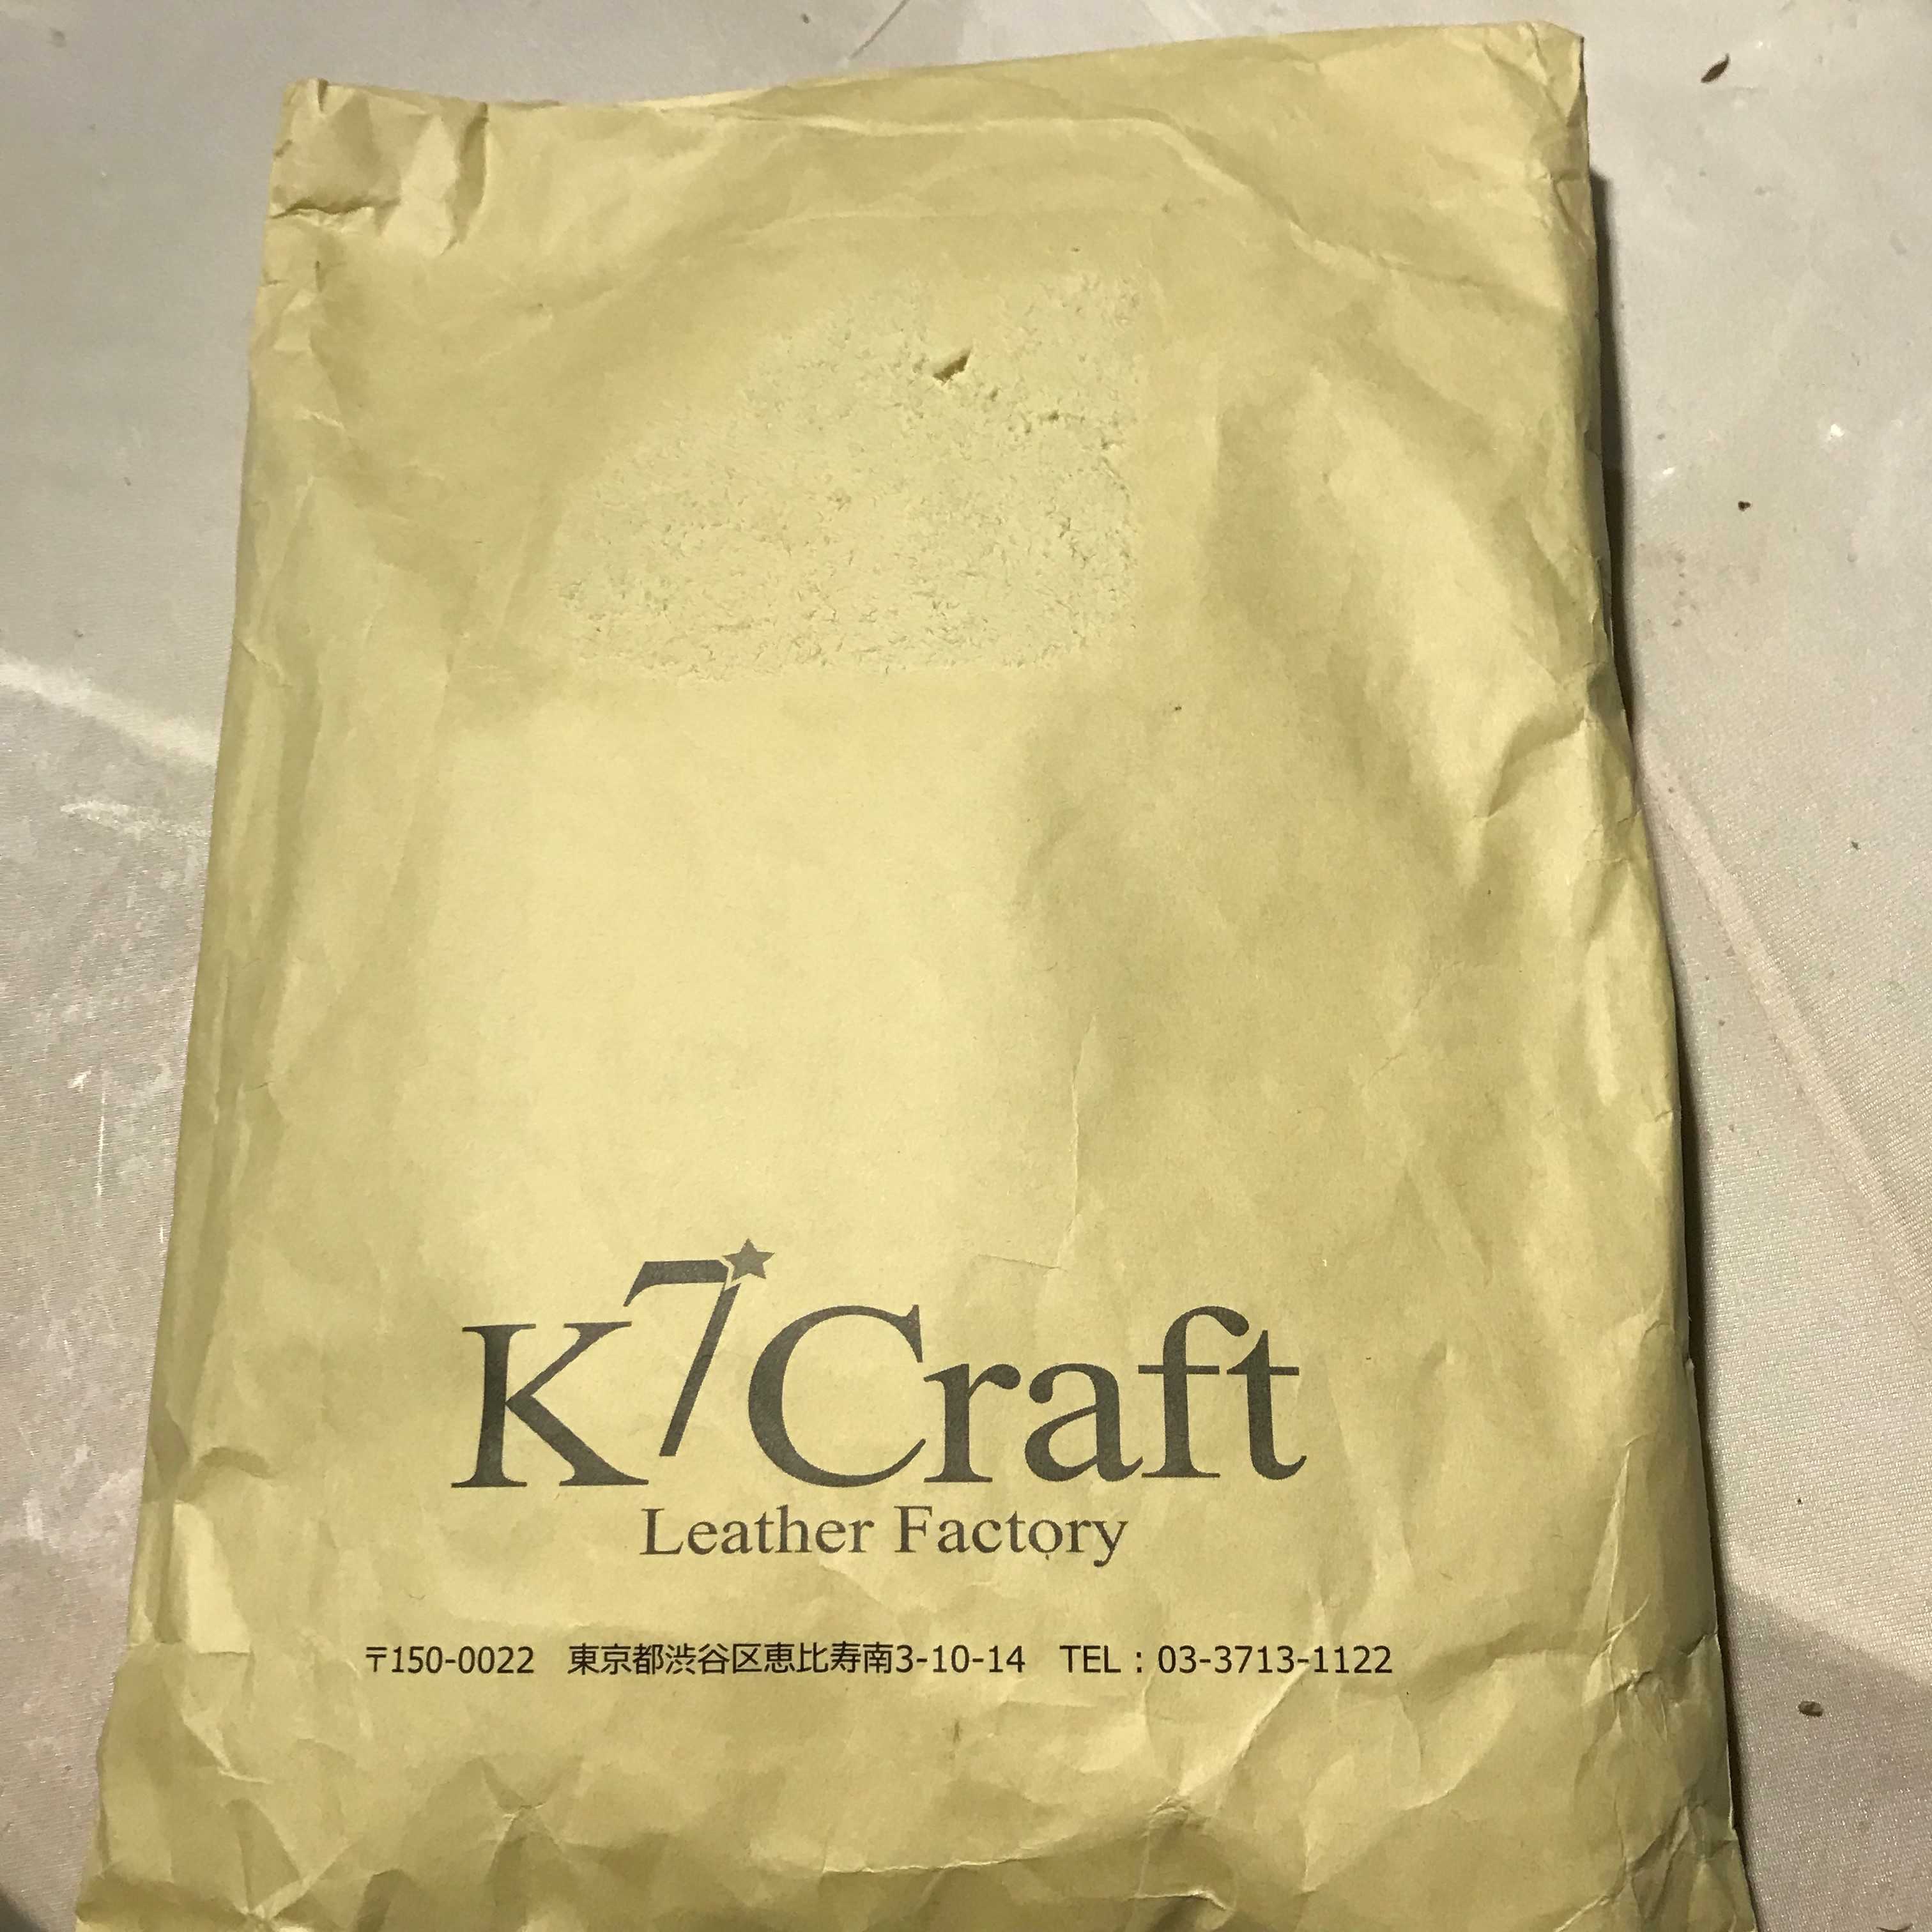 K7Craft
Leather Factory
〒150-0022 東京都渋谷区恵比寿南3-10-14 TEL：03-3713-1122